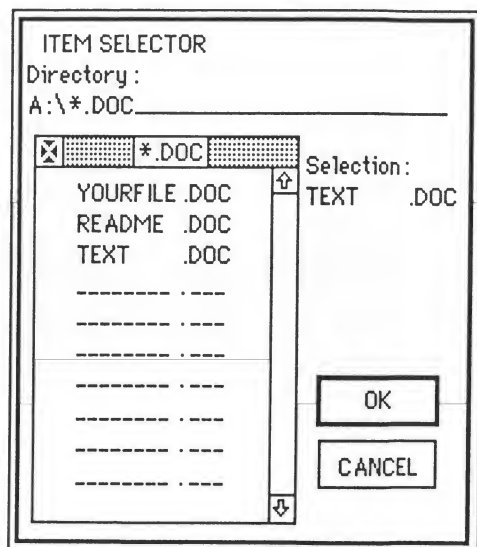 ITEM SELECTOR
Directory:
A:\*.DOC
*.DOC
YOURFILE .DOC
README .DOC
TEXT .DOC
-------- . ---
-------- . ---
-------- . ---
-------- . ---
-------- . ---
-------- . ---
-------- . ---
Selection:
TEXT .DOC
OK
CANCEL